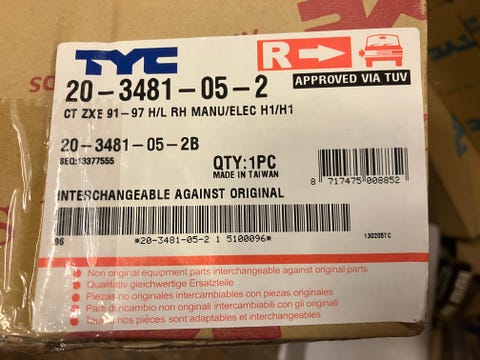 TYC
R
APPROVED VIA TUV
20-3481-05-2
CT ZXE 91-97 H/L RH MANU/ELEC H1/H1
20-3481-05-2B
SEQ:13377555
QTY:1PC
MADE IN TAIWAN
8 717475 008852
INTERCHANGEABLE AGAINST ORIGINAL
96
*20-3481-05-2 1 5100096*
130205TC
Non original equipment parts interchangeable against original parts
Qualitativ gleichwertige Ersatzteile
Piezas no originales intercambiables con piezas originales
Parti di ricambio non originali intercambiabili con gli originali
nos pièces sont adaptables et interchangeables